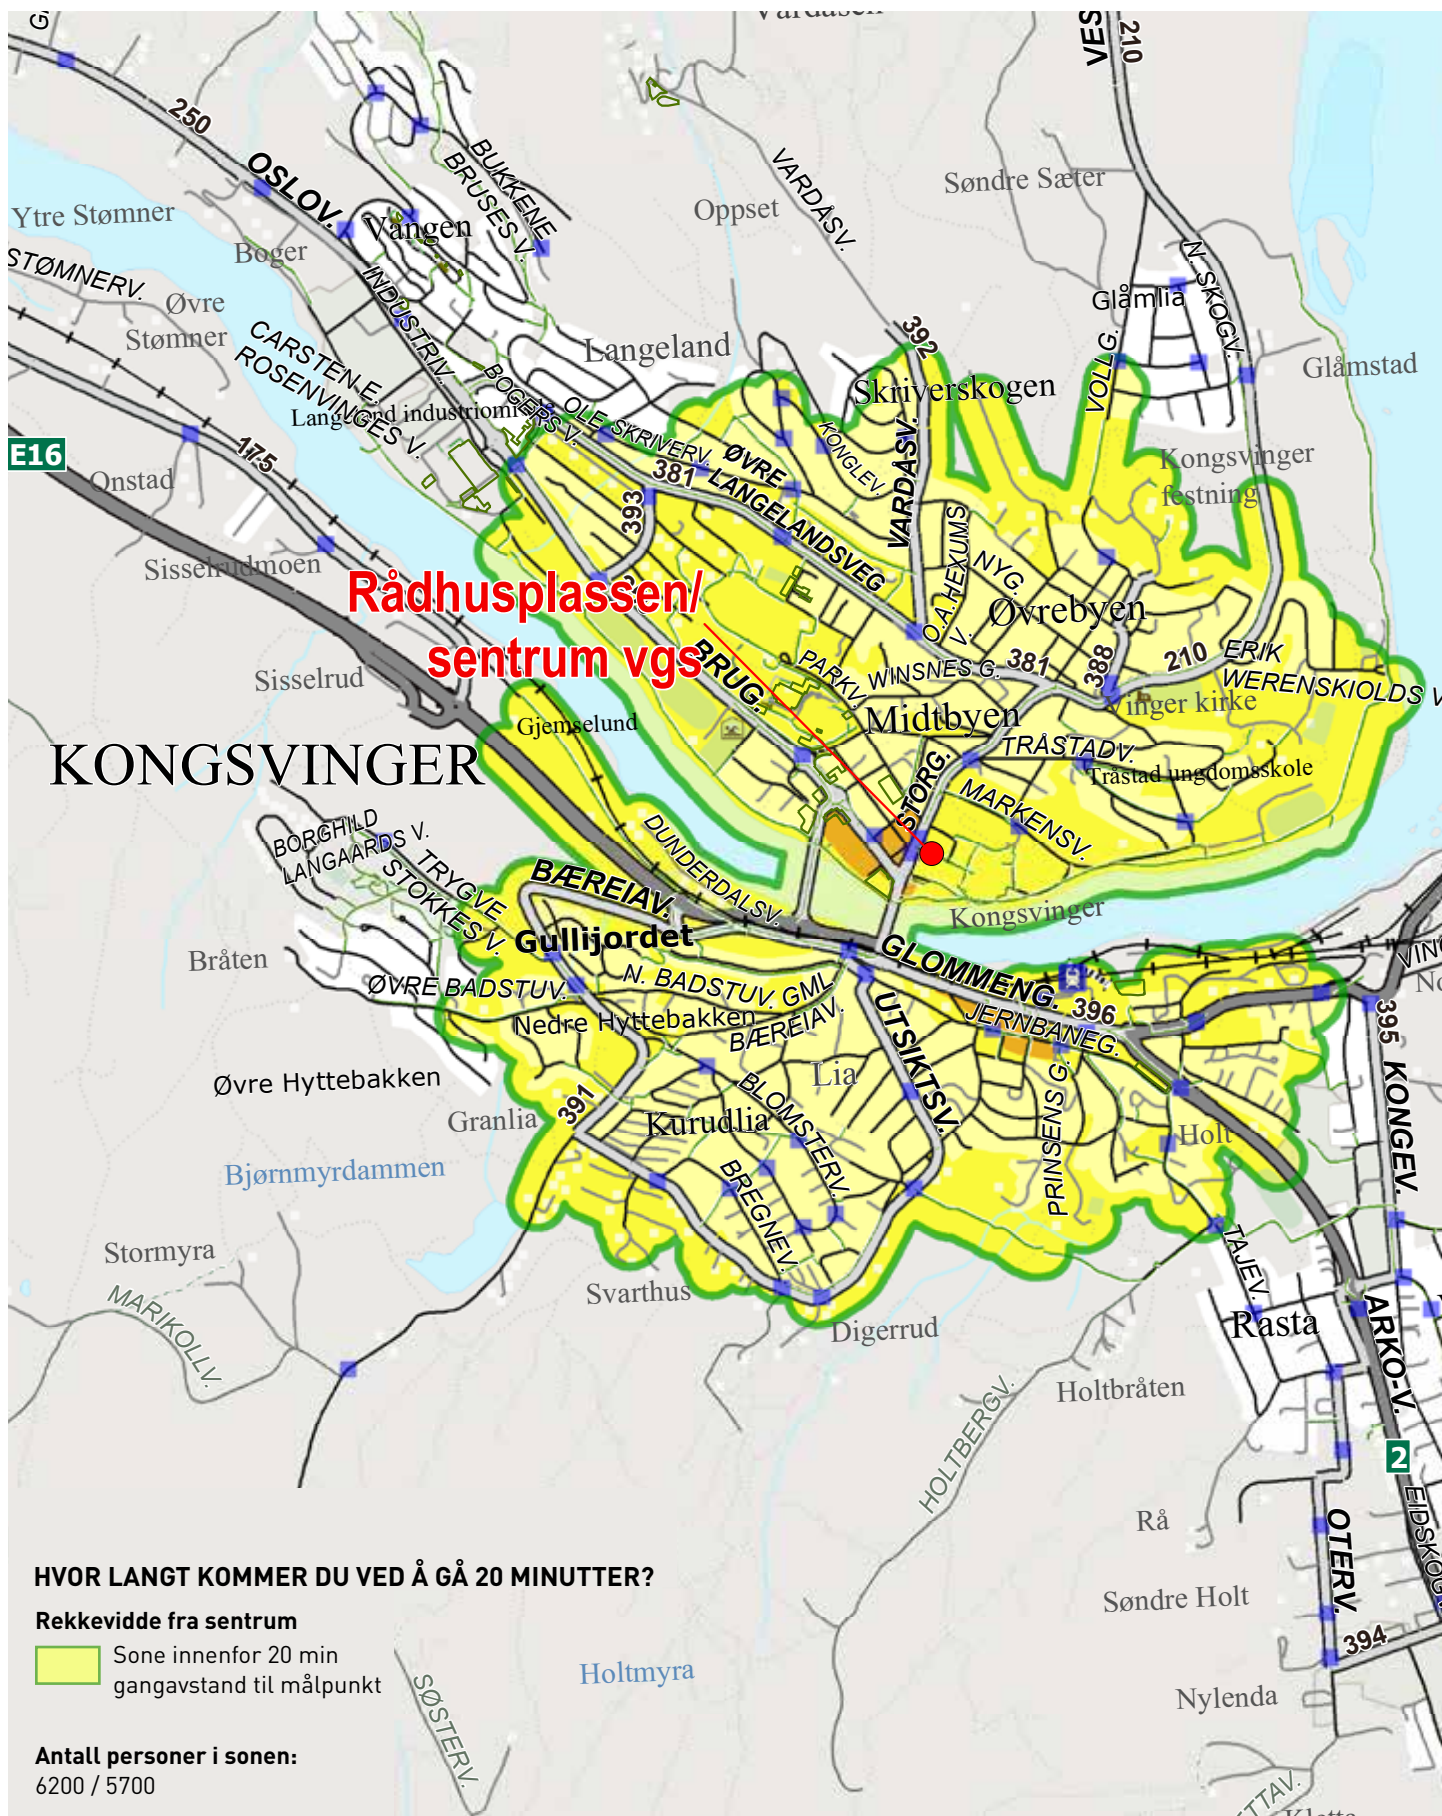 Vardåsen
VES
210
250
OSLOV.
BUKKENE
BRUSES V.
VARDÅSV.
Søndre Sæter
Oppset
Ytre Stømner
Boger
Vangen
STØMNERV.
N. SKOGV.
Glåmlia
Øvre
Stømner
INDUSTRIV.
CARSTEN E.
ROSENVINGES V.
Langeland
392
VOLLG.
Glåmstad
Skriverskogen
BOGERS V.
OLE SKRIVERV.
KONGLEV.
VARDÅSV.
E16
175
Onstad
381
ØVRE
LANGELANDSVEG
393
Kongsvinger
festning
Sisselrudmoen
O.A.HEXUMS
V.
NYG.
Øvrebyen
Rådhusplassen/
sentrum vgs
BRUG.
PARKV.
WINSNES G.
381
388
210
ERIK
WERENSKIOLDS V
Sisselrud
Gjemselund
Midtbyen
Vinger kirke
KONGSVINGER
STORG.
TRÅSTADV.
Tråstad ungdomsskole
MARKENSV.
BORGHILD
LANGAARDS V.
TRYGVE
STOKKES V.
DUNDERDALSV.
BÆREIAV.
Kongsvinger
Gullijordet
Bråten
GLOMMENG.
396
ØVRE BADSTUV.
N. BADSTUV.
GML
BÆREIAV.
Nedre Hyttebakken
UTSIKTSV.
JERNBANEG.
395
KONGEV.
Øvre Hyttebakken
Lia
391
Granlia
Kurudlia
BLOMSTERV.
PRINSENS G.
Holt
Bjørnmyrdammen
BREGNEV.
Stormyra
MARIKOLLV.
Svarthus
Digerrud
TAJEV.
Rasta
ARKO-V.
Holtbråten
HOLTBERGV.
2
EIDSKOGV
Rå
OTERV.
Søndre Holt
394
HVOR LANGT KOMMER DU VED Å GÅ 20 MINUTTER?
Rekkevidde fra sentrum
Sone innenfor 20 min
gangavstand til målpunkt
Holtmyra
SØSTERV.
Nylenda
Antall personer i sonen:
6200 / 5700